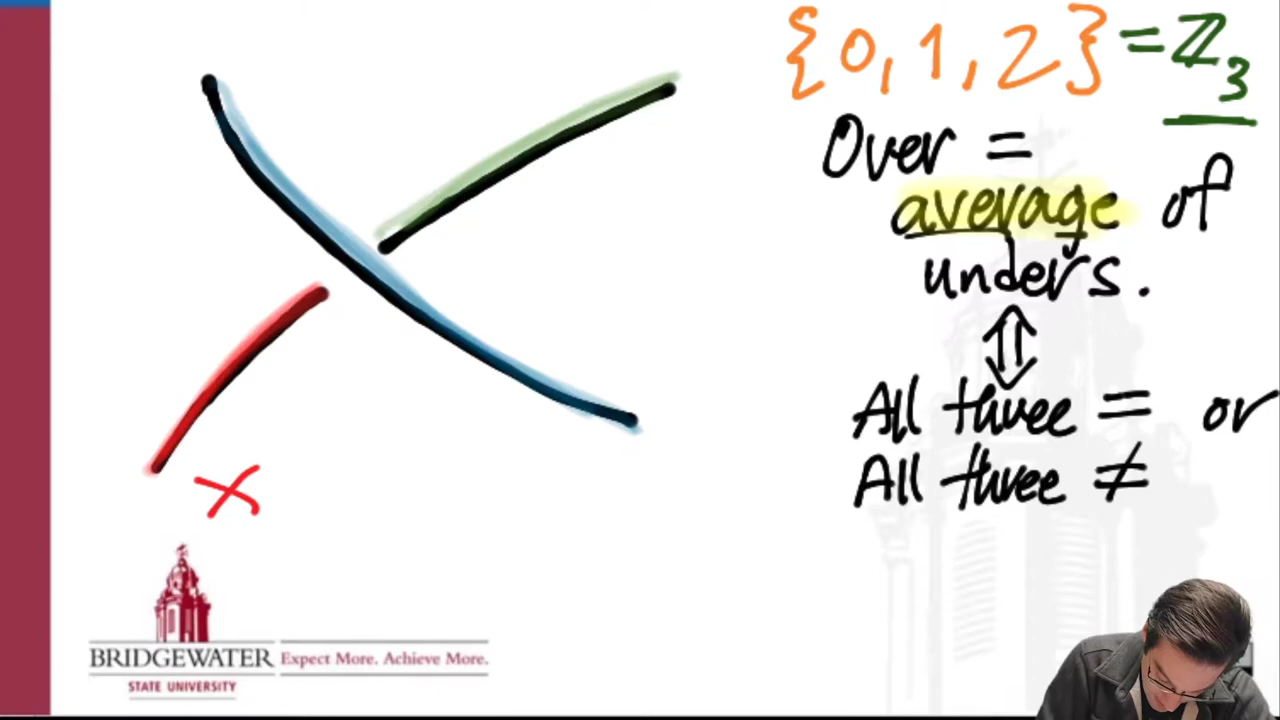 {0, 1, 2} = ℤ₃
Over =
average of
unders.
⇕
All three = or
All three ≠
x
BRIDGEWATER
STATE UNIVERSITY
Expect More. Achieve More.